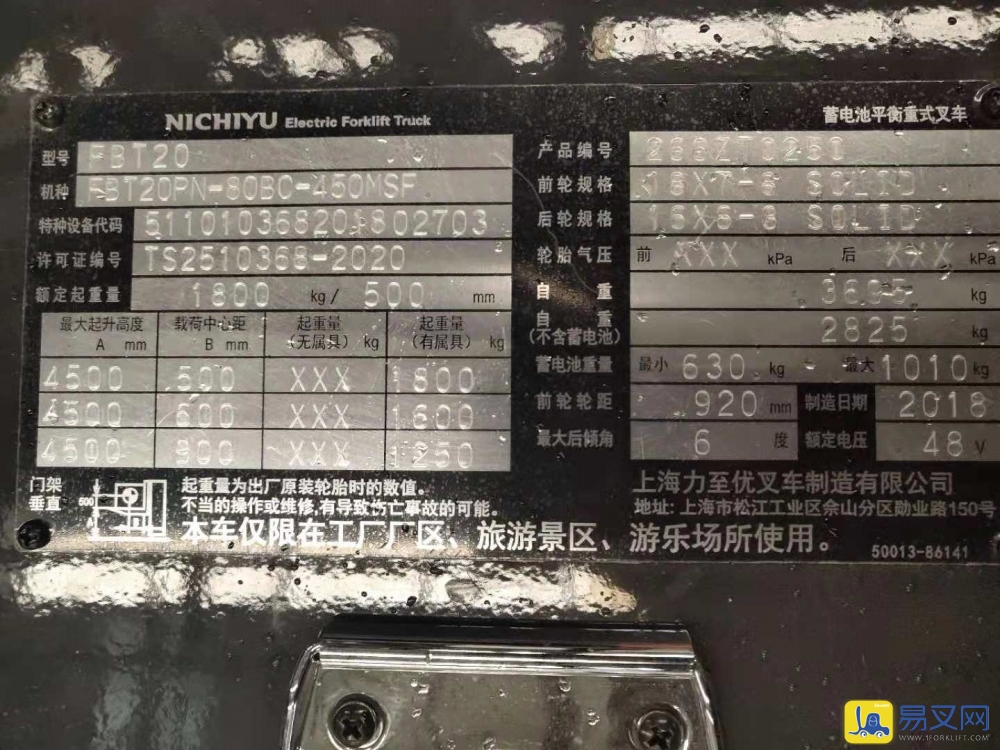 NICHIYU Electric Forklift Truck
蓄电池平衡重式叉车
型号 FBT20
机种 FBT20PN-80BC-450MSF
特种设备代码
许可证编号 TS2510368-2020
额定起重量 1800 kg/ 500 mm
最大起升高度 A mm 载荷中心距 B mm 起重量(无属具) kg 起重量(有属具) kg
4500 500 XXX 1800
4500 600 XXX 1600
4500 900 XXX 1250
产品编号
前轮规格 SOLID
后轮规格 SOLID
轮胎气压 前 XXX kPa 后 XXX kPa
自重 kg
自重(不含蓄电池) 2825 kg
蓄电池重量 最小 630 kg 最大 1010 kg
前轮轮距 920 mm 制造日期 2018
最大后倾角 6 度 额定电压 48 V
门架垂直 500 A B
起重量为出厂原装轮胎时的数值。
不当的操作或维修,有导致伤亡事故的可能。
本车仅限在工厂厂区、旅游景区、游乐场所使用。
上海力至优叉车制造有限公司
地址: 上海市松江工业区佘山分区勋业路150号
50013-86141
易叉网
WWW.1FORKLIFT.COM